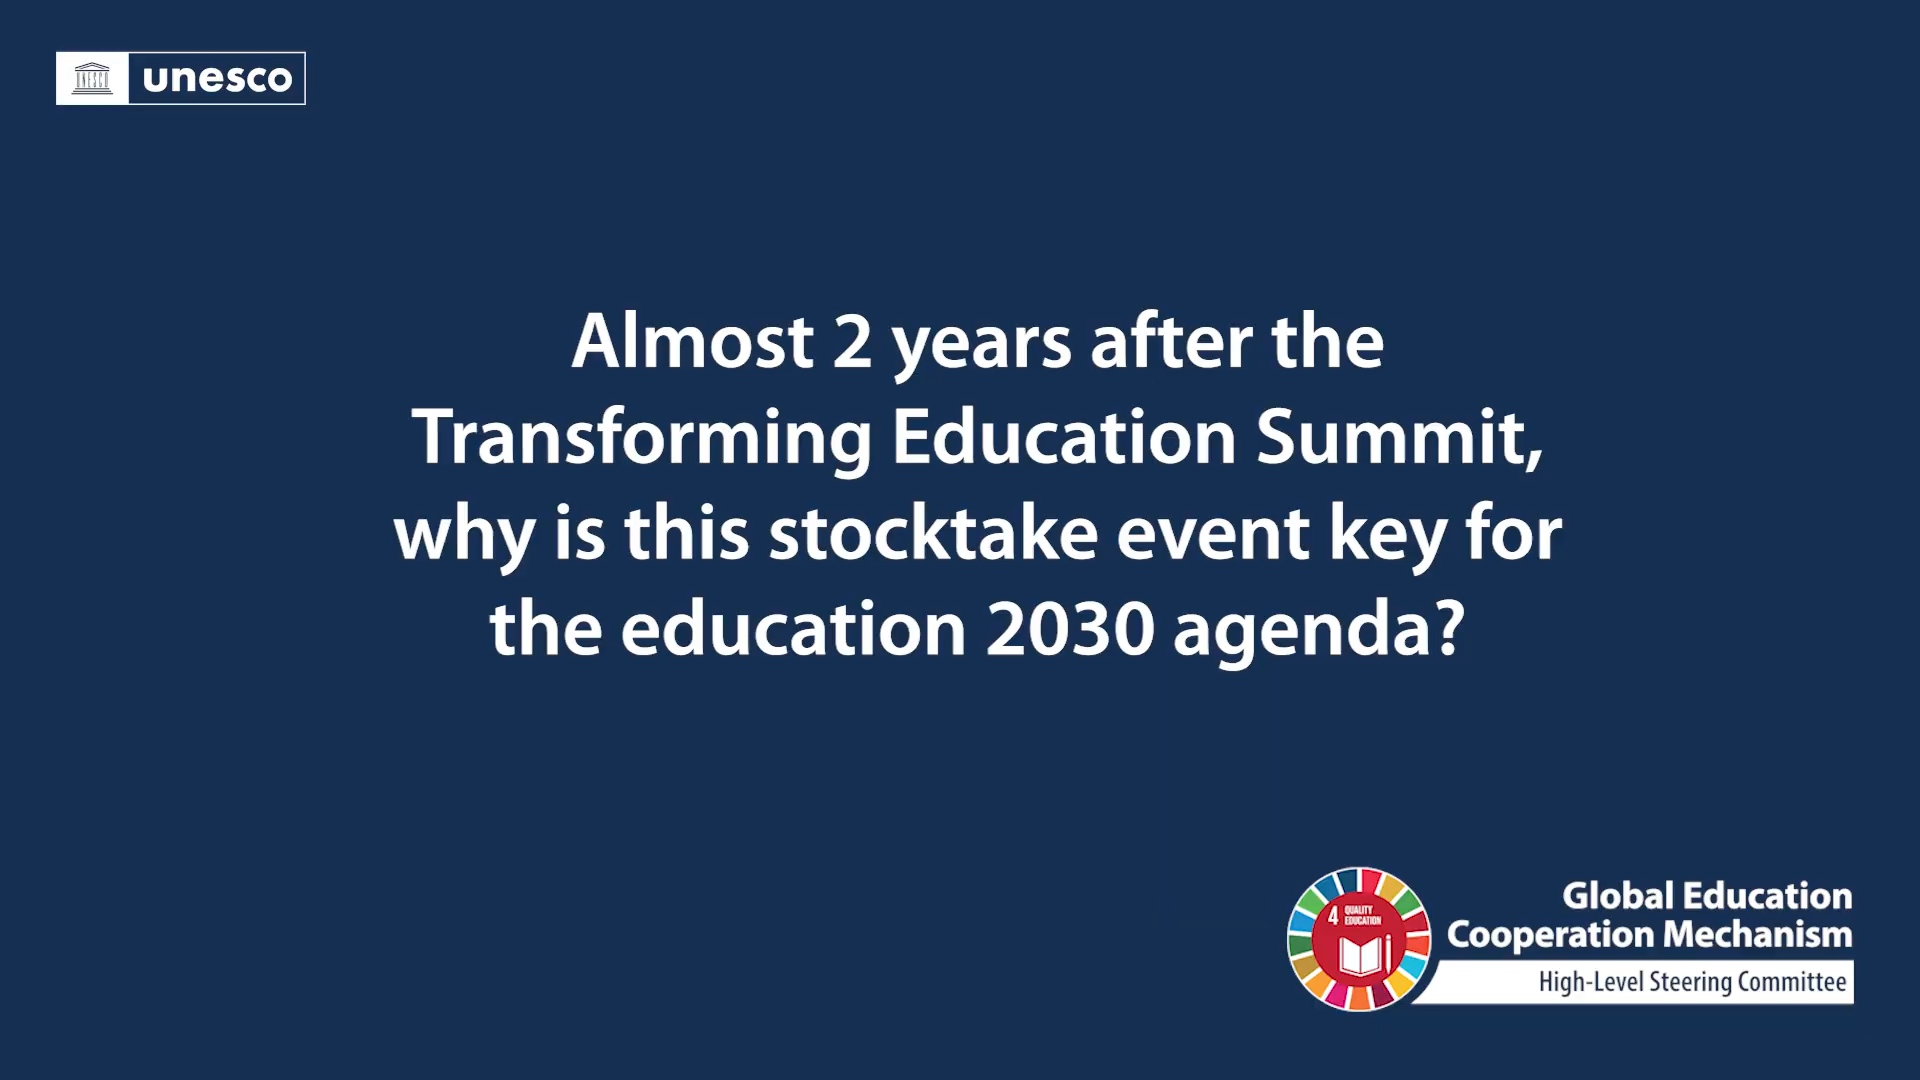 UNESCO
unesco
Almost 2 years after the
Transforming Education Summit,
why is this stocktake event key for
the education 2030 agenda?
4 QUALITY
EDUCATION
Global Education
Cooperation Mechanism
High-Level Steering Committee